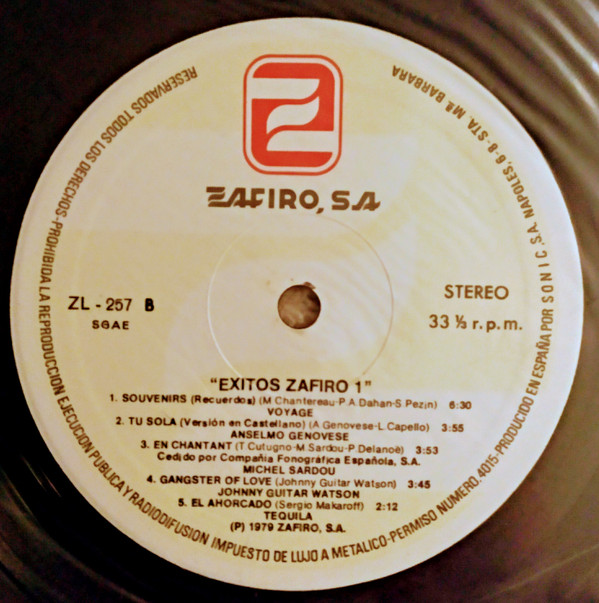 ZAFIRO, S.A
ZL - 257 B
SGAE
STEREO
33 ⅓ r.p.m.
"EXITOS ZAFIRO 1"
1. SOUVENIRS (Recuerdos) (M.Chantereau-P.A.Dahan-S.Pezin) 6:30
VOYAGE
2. TU SOLA (Versión en Castellano) (A.Genovese-L.Capello) 3:55
ANSELMO GENOVESE
3. EN CHANTANT (T.Cutugno-M.Sardou-P.Delanoë) 3:53
Cedido por Compañia Fonográfica Española, S.A.
MICHEL SARDOU
4. GANGSTER OF LOVE (Johnny Guitar Watson) 3:45
JOHNNY GUITAR WATSON
5. EL AHORCADO (Sergio Makaroff) 2:12
TEQUILA
(P) 1979 ZAFIRO, S.A.
RESERVADOS TODOS LOS DERECHOS-PROHIBIDA LA REPRODUCCION EJECUCION PUBLICA Y RADIODIFUSION IMPUESTO DE LUJO A METALICO-PERMISO NUMERO. 4015-PRODUCIDO EN ESPAÑA POR S O N I C S.A. NAPOLES, 6-8-STA. Mª BARBARA